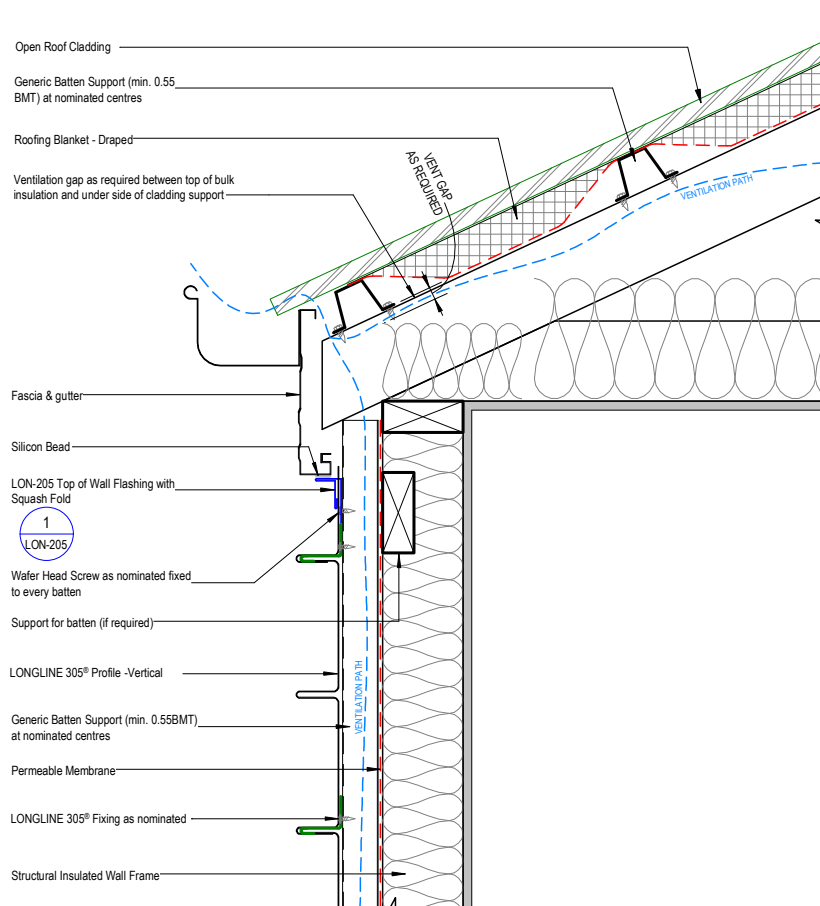 Open Roof Cladding
Generic Batten Support (min. 0.55
BMT) at nominated centres
Roofing Blanket - Draped
Ventilation gap as required between top of bulk
insulation and under side of cladding support
VENT GAP
AS REQUIRED
VENTILATION PATH
Fascia & gutter
Silicon Bead
LON-205 Top of Wall Flashing with
Squash Fold
1
LON-205
Wafer Head Screw as nominated fixed
to every batten
Support for batten (if required)
LONGLINE 305® Profile -Vertical
Generic Batten Support (min. 0.55BMT)
at nominated centres
VENTILATION PATH
Permeable Membrane
LONGLINE 305® Fixing as nominated
Structural Insulated Wall Frame